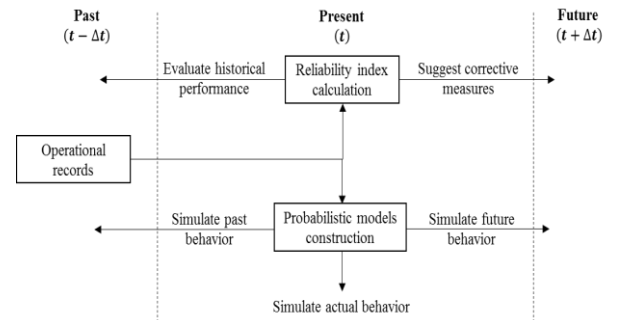 Past
(t − Δt)
Present
(t)
Future
(t + Δt)
Evaluate historical
performance
Reliability index
calculation
Suggest corrective
measures
Operational
records
Simulate past
behavior
Probabilistic models
construction
Simulate future
behavior
Simulate actual behavior